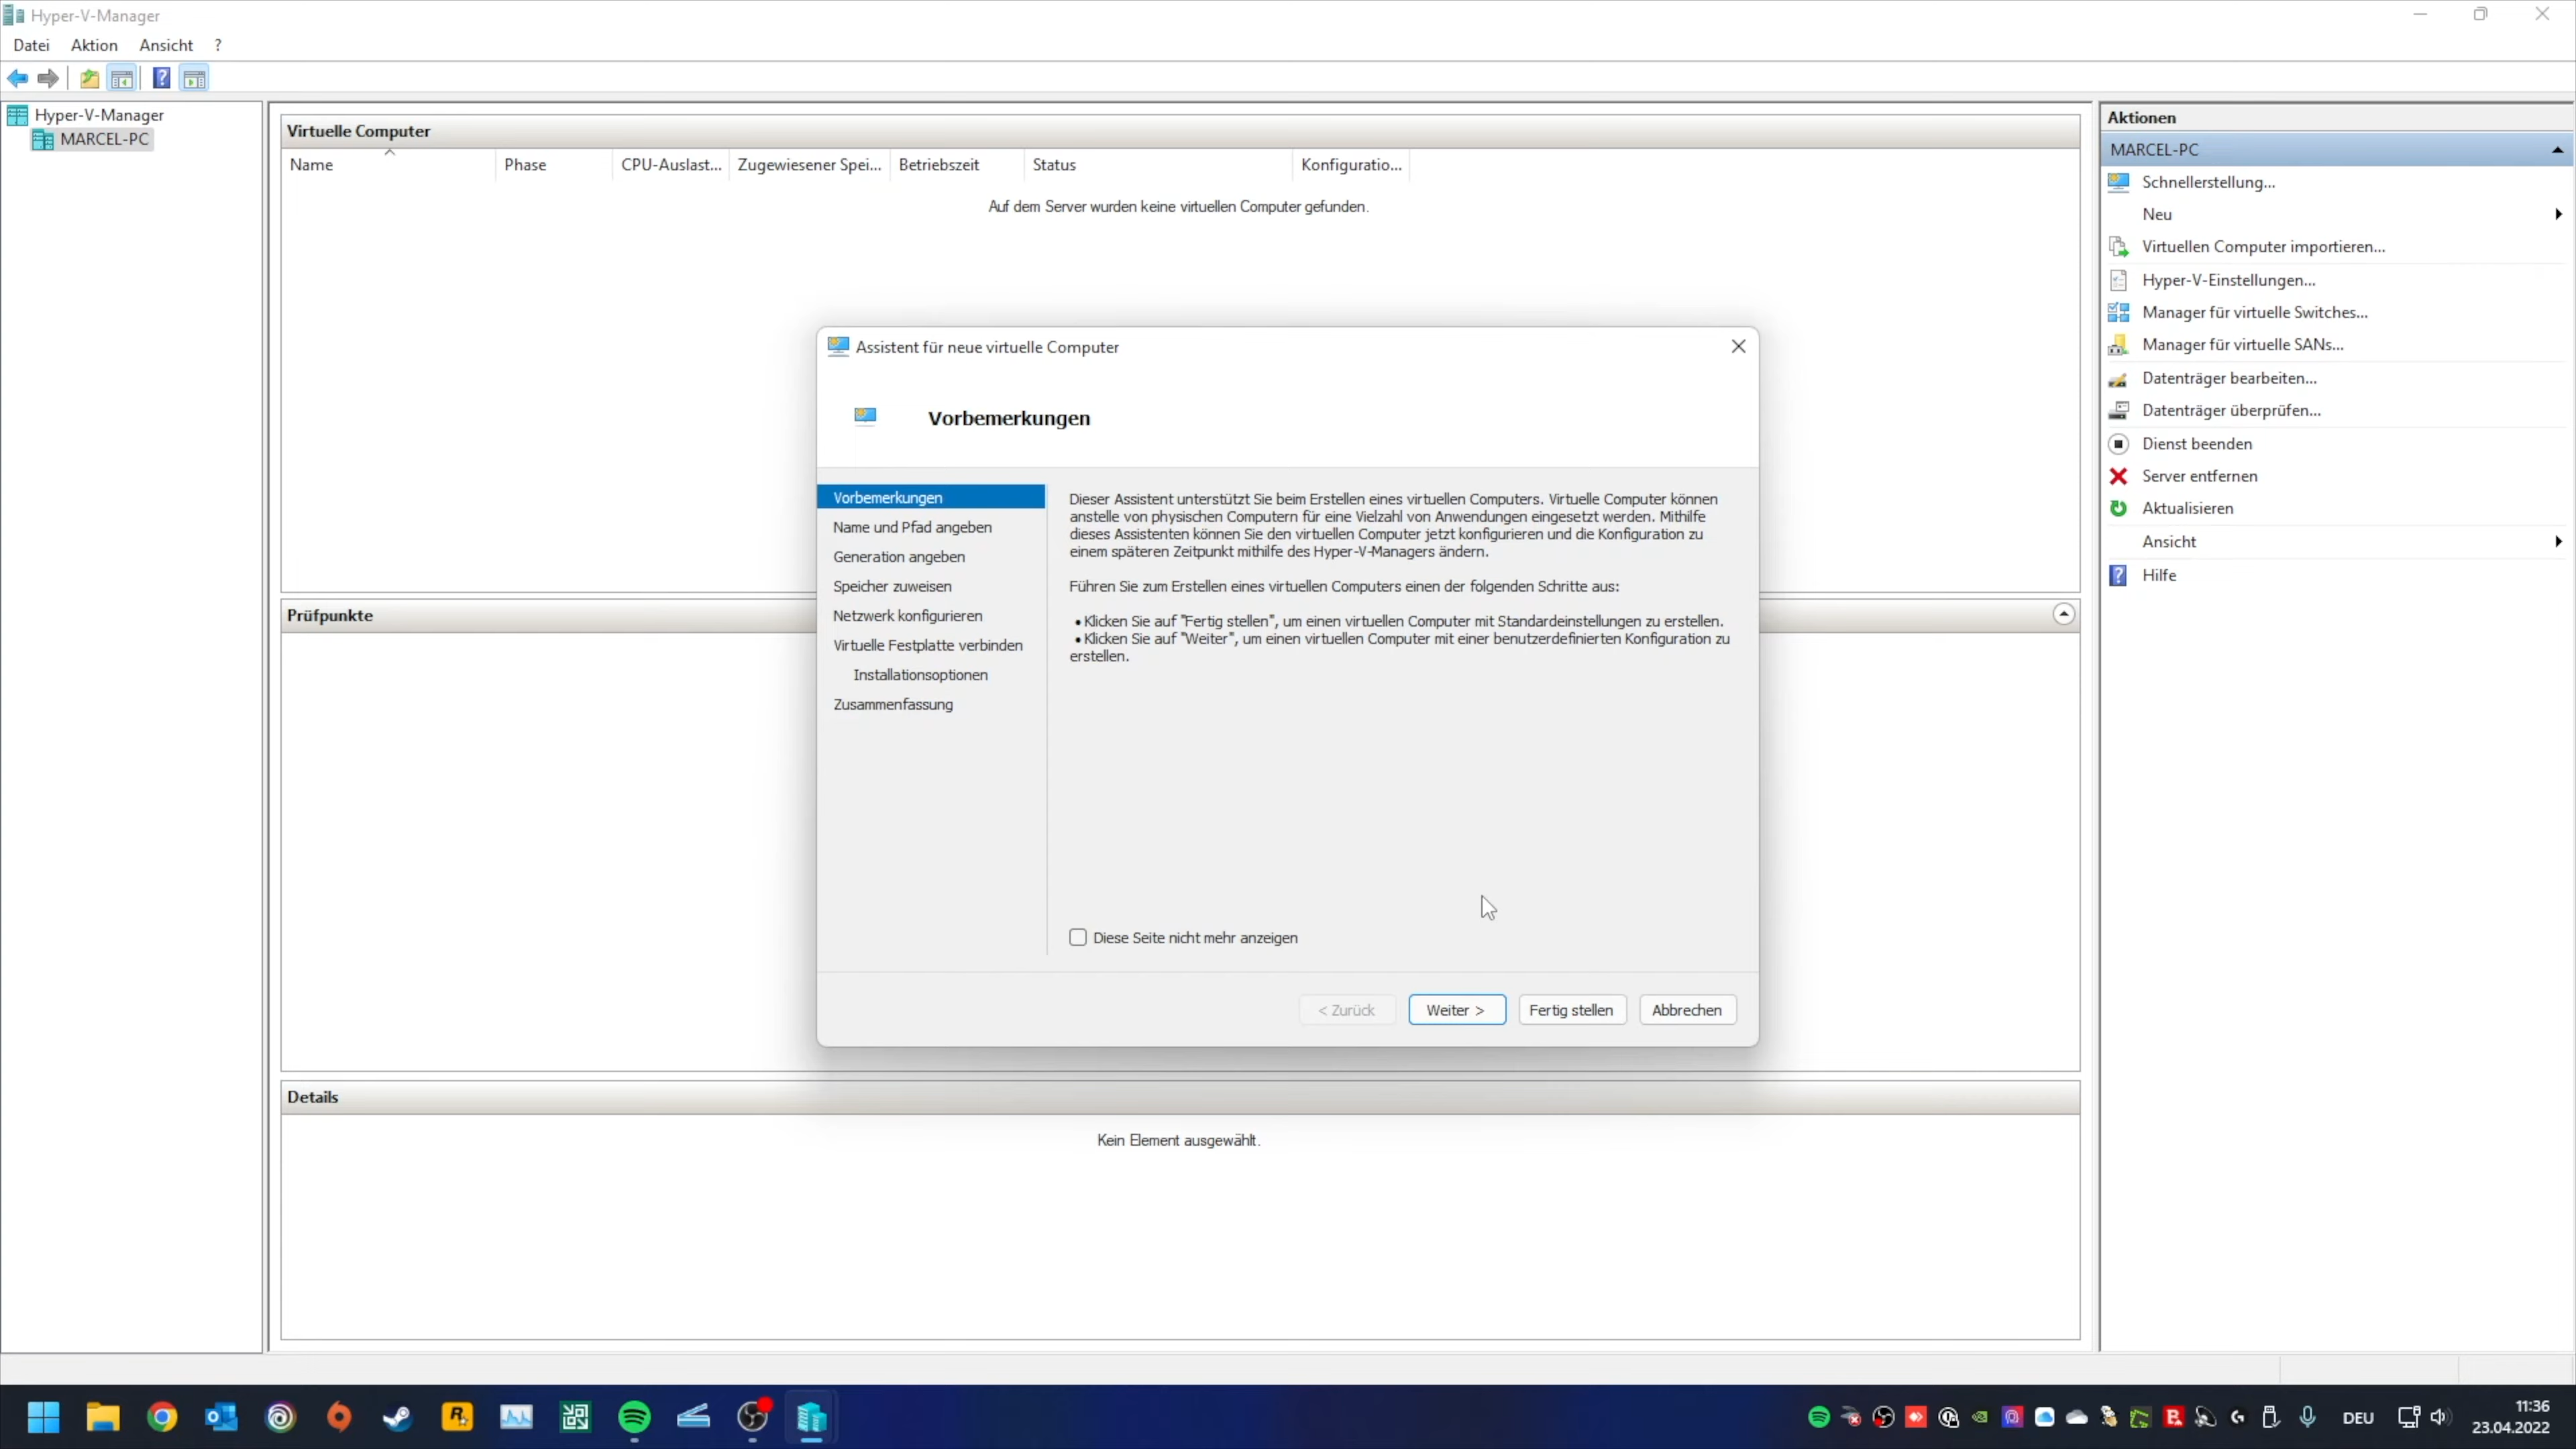 Hyper-V-Manager
Datei Aktion Ansicht ?
Hyper-V-Manager
MARCEL-PC
Virtuelle Computer
Name Phase CPU-Auslast... Zugewiesener Spei... Betriebszeit Status Konfiguratio...
Auf dem Server wurden keine virtuellen Computer gefunden.
Prüfpunkte
Assistent für neue virtuelle Computer
Vorbemerkungen
Vorbemerkungen
Name und Pfad angeben
Generation angeben
Speicher zuweisen
Netzwerk konfigurieren
Virtuelle Festplatte verbinden
Installationsoptionen
Zusammenfassung
Dieser Assistent unterstützt Sie beim Erstellen eines virtuellen Computers. Virtuelle Computer können
anstelle von physischen Computern für eine Vielzahl von Anwendungen eingesetzt werden. Mithilfe
dieses Assistenten können Sie den virtuellen Computer jetzt konfigurieren und die Konfiguration zu
einem späteren Zeitpunkt mithilfe des Hyper-V-Managers ändern.
Führen Sie zum Erstellen eines virtuellen Computers einen der folgenden Schritte aus:
• Klicken Sie auf "Fertig stellen", um einen virtuellen Computer mit Standardeinstellungen zu erstellen.
• Klicken Sie auf "Weiter", um einen virtuellen Computer mit einer benutzerdefinierten Konfiguration zu
erstellen.
Diese Seite nicht mehr anzeigen
< Zurück Weiter > Fertig stellen Abbrechen
Details
Kein Element ausgewählt.
Aktionen
MARCEL-PC
Schnellerstellung...
Neu
Virtuellen Computer importieren...
Hyper-V-Einstellungen...
Manager für virtuelle Switches...
Manager für virtuelle SANs...
Datenträger bearbeiten...
Datenträger überprüfen...
Dienst beenden
Server entfernen
Aktualisieren
Ansicht
Hilfe
DEU
11:36
23.04.2022